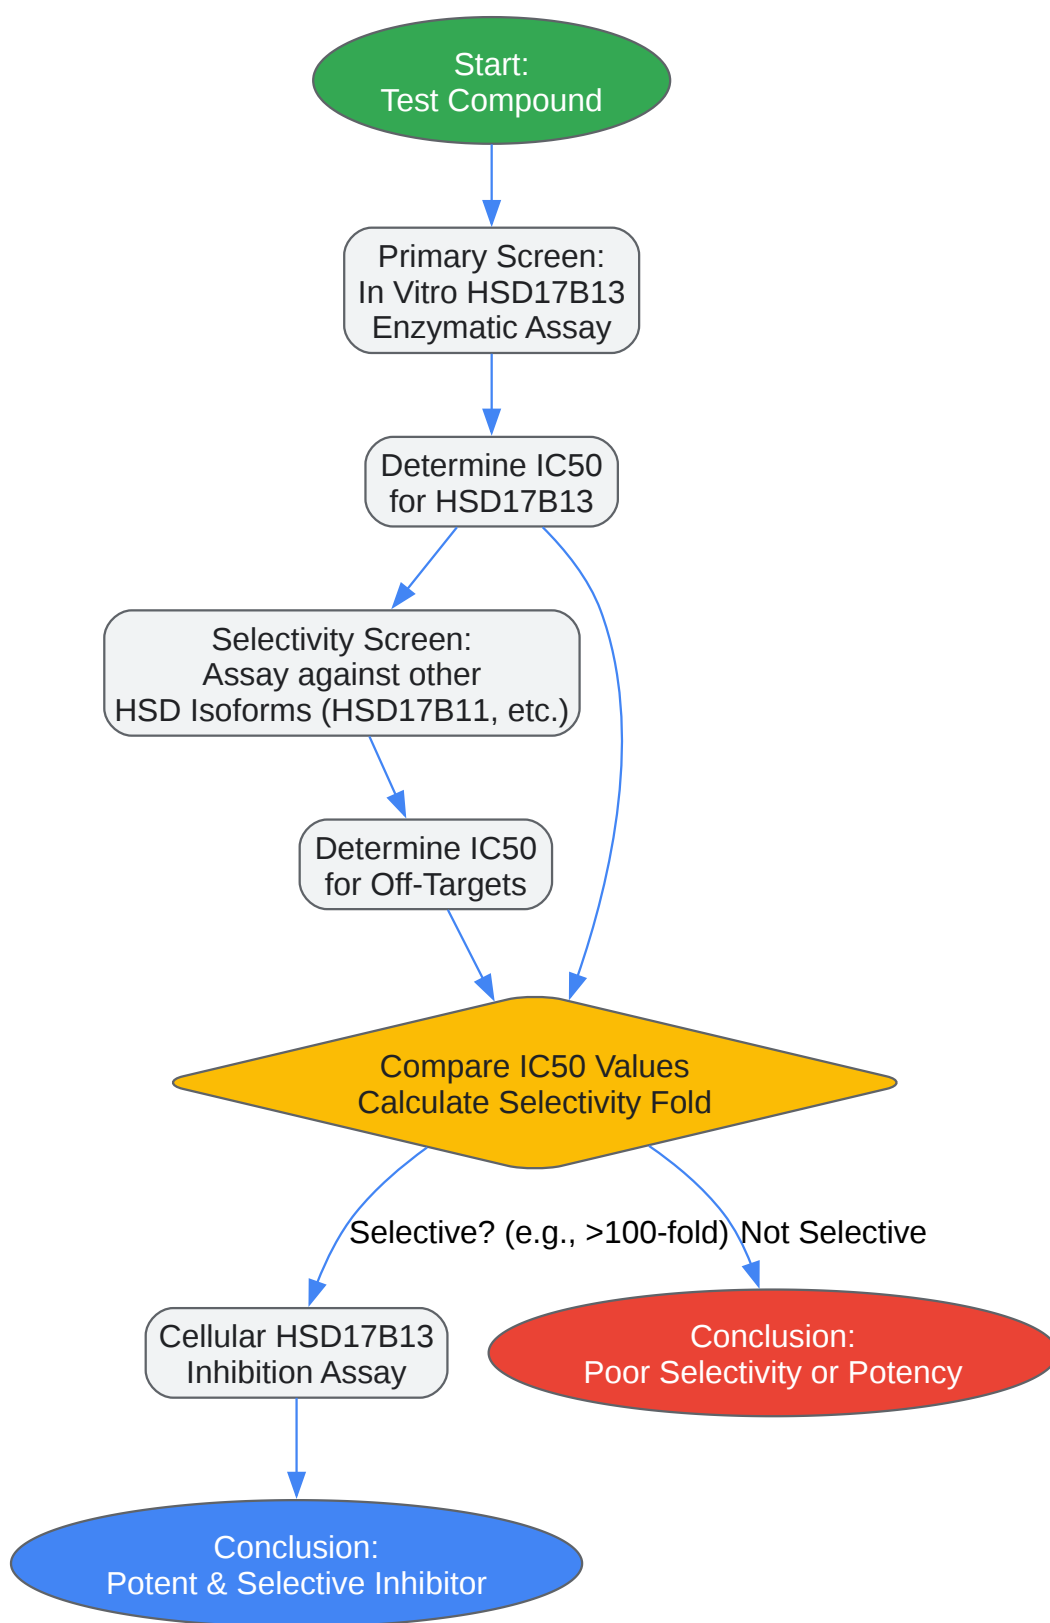 Start:
Test Compound
Primary Screen:
In Vitro HSD17B13
Enzymatic Assay
Determine IC50
for HSD17B13
Selectivity Screen:
Assay against other
HSD Isoforms (HSD17B11, etc.)
Determine IC50
for Off-Targets
Compare IC50 Values
Calculate Selectivity Fold
Selective? (e.g., >100-fold)
Not Selective
Cellular HSD17B13
Inhibition Assay
Conclusion:
Poor Selectivity or Potency
Conclusion:
Potent & Selective Inhibitor